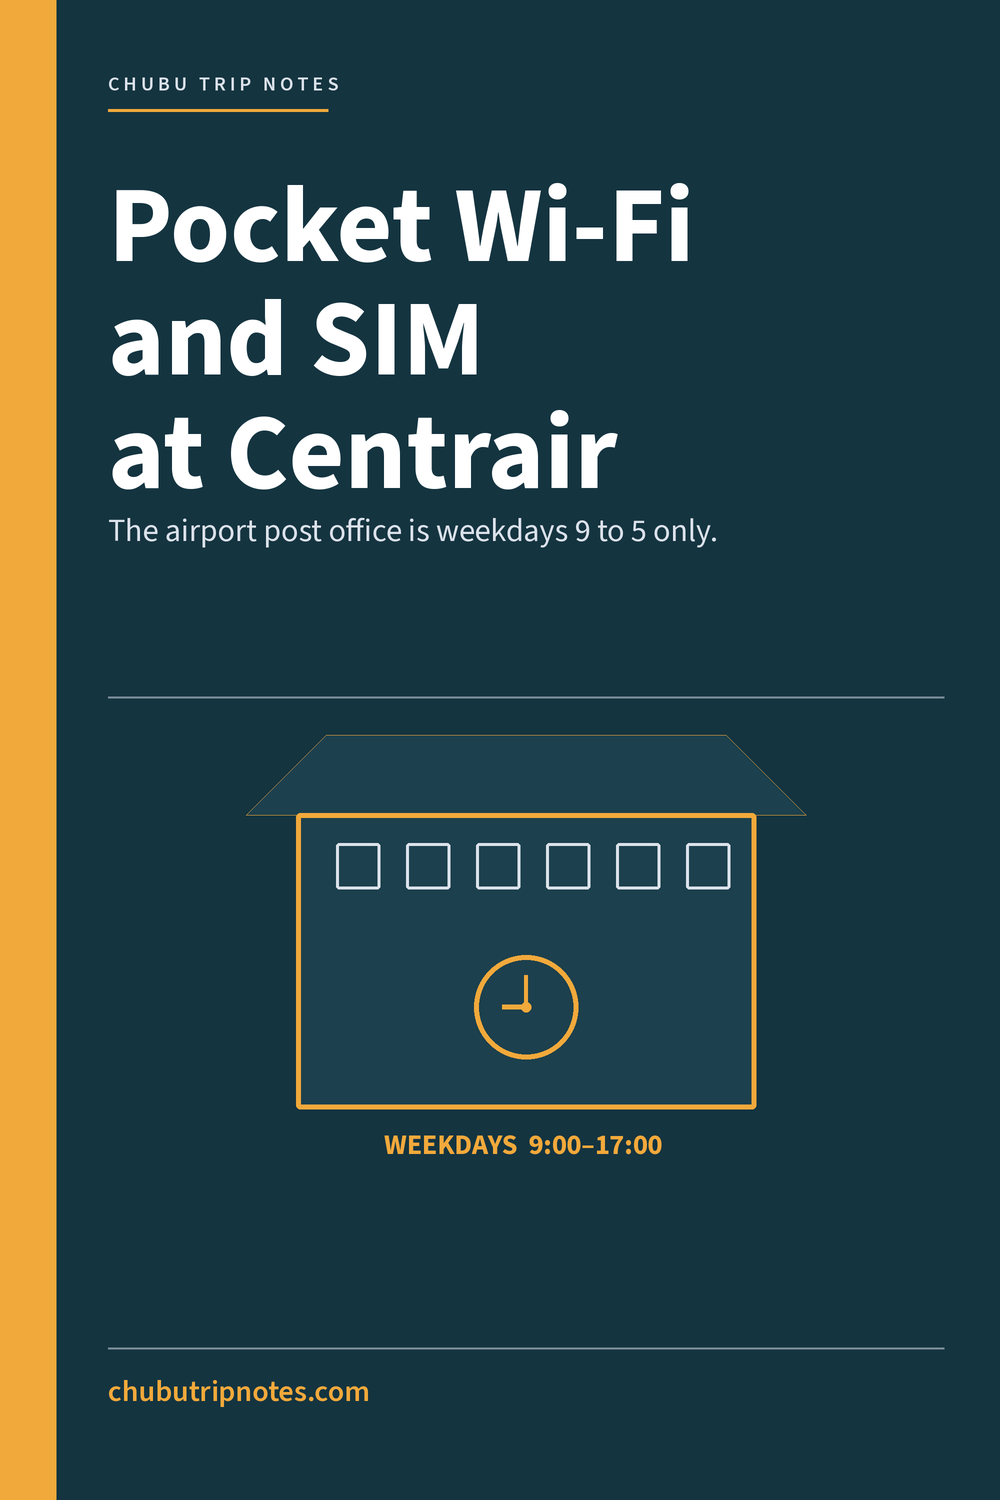 CHUBU TRIP NOTES
Pocket Wi-Fi
and SIM
at Centrair
The airport post office is weekdays 9 to 5 only.
WEEKDAYS 9:00–17:00
chubutripnotes.com